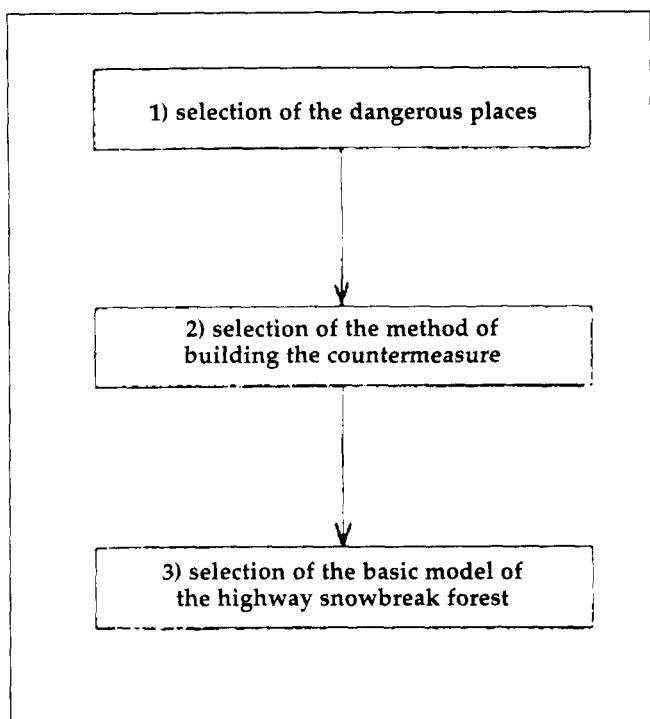 1) selection of the dangerous places
2) selection of the method of
building the countermeasure
3) selection of the basic model of
the highway snowbreak forest